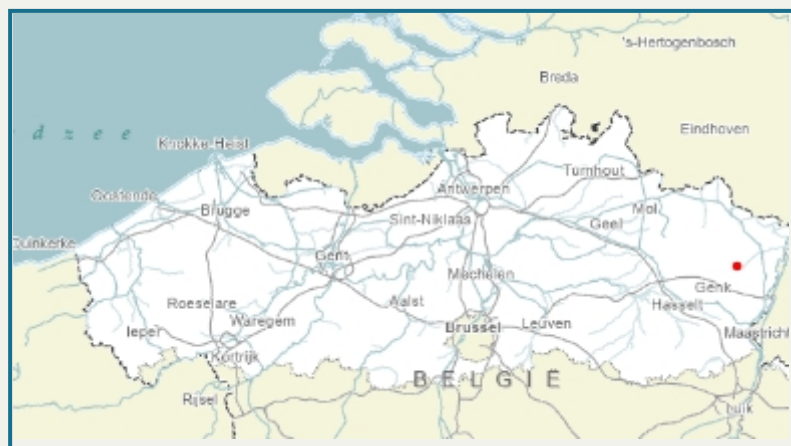 's-Hertogenbosch
Breda
d z e e
Eindhoven
Knokke-Heist
Turnhout
Antwerpen
Oostende
Mol
Brugge
Sint-Niklaas
Geel
Duinkerke
Gent
Mechelen
Genk
Roeselare
Aalst
Hasselt
Ieper
Waregem
Brussel
Leuven
Maastricht
Kortrijk
BELGIË
Rijsel
Luik